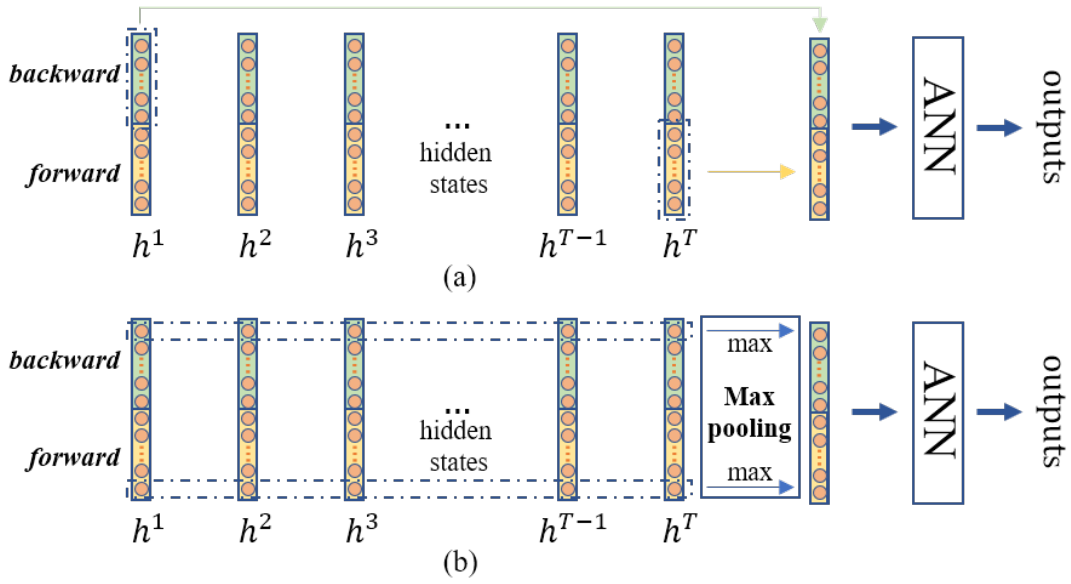 backward
forward
...
hidden
states
h¹ h² h³ hᵀ⁻¹ hᵀ
ANN
outputs
(a)
backward
forward
...
hidden
states
max
Max
pooling
max
h¹ h² h³ hᵀ⁻¹ hᵀ
ANN
outputs
(b)